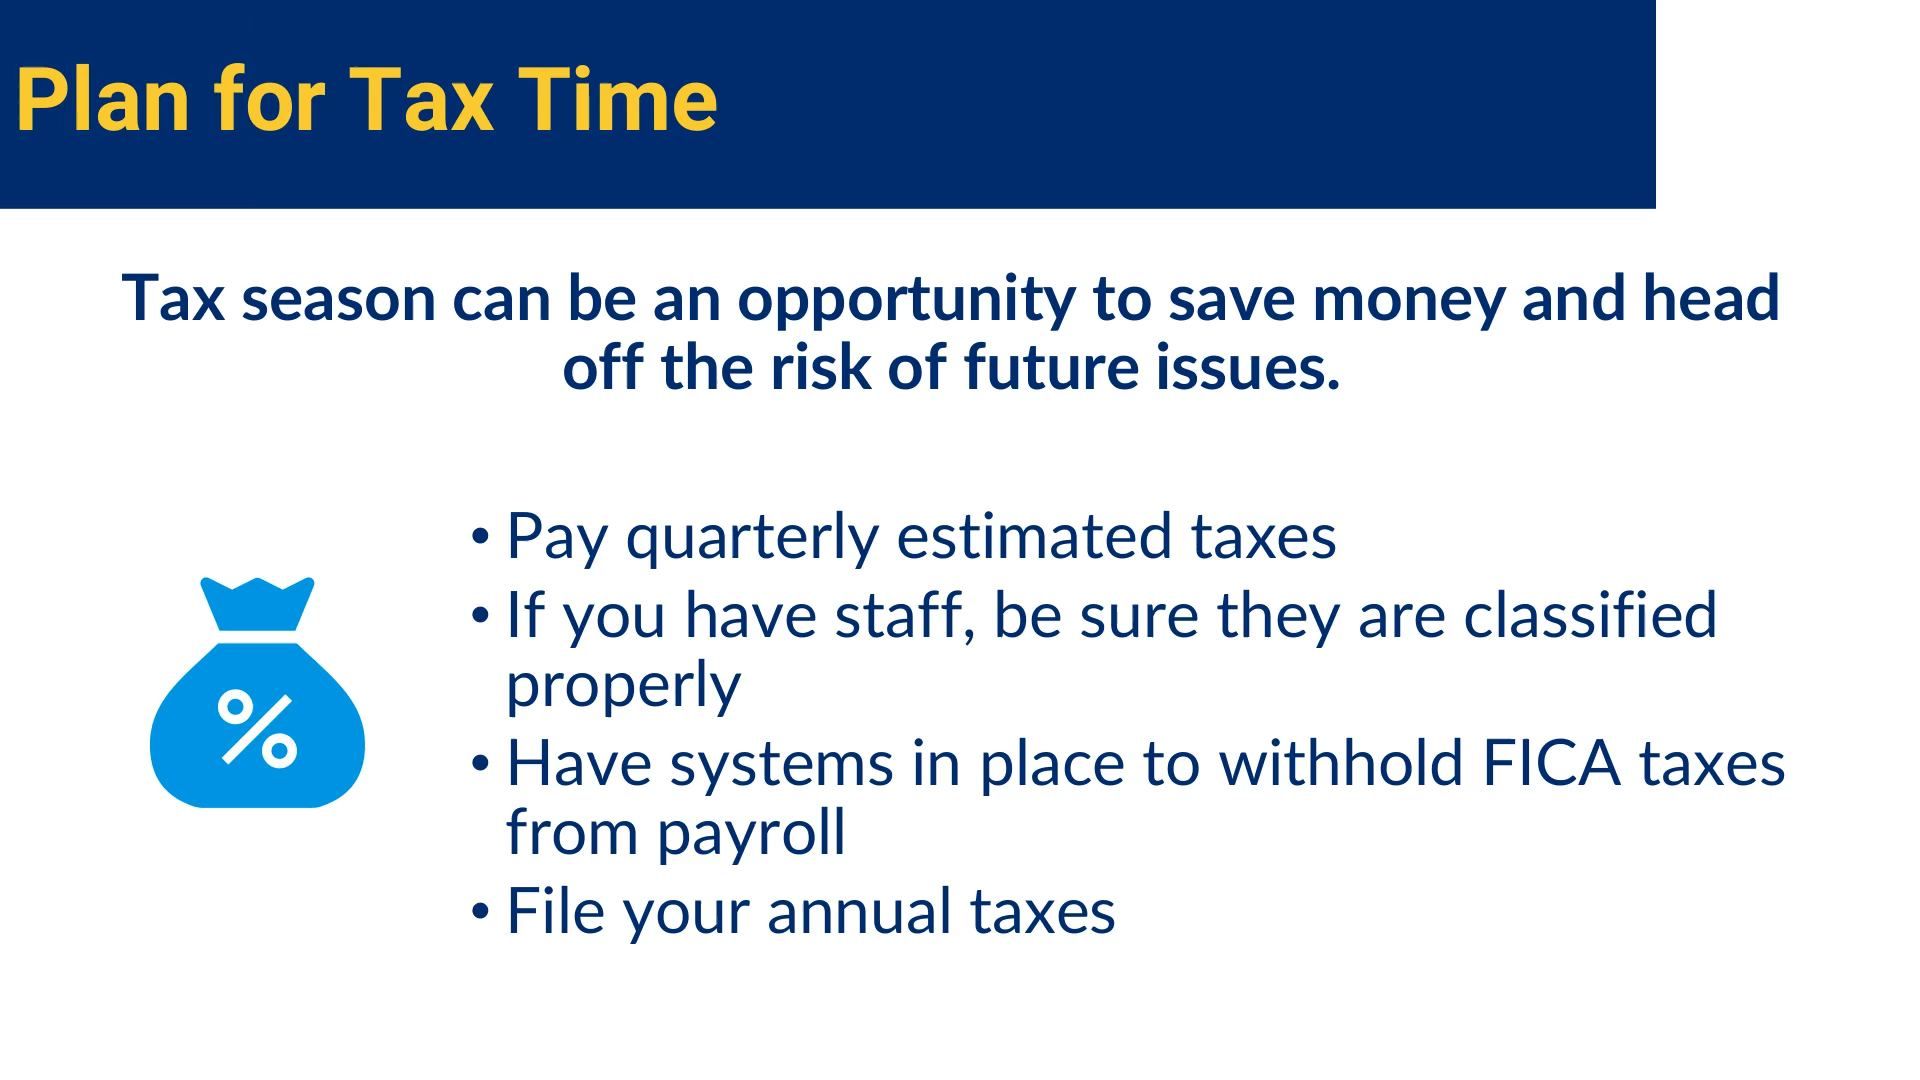 Plan for Tax Time
Tax season can be an opportunity to save money and head
off the risk of future issues.
• Pay quarterly estimated taxes
• If you have staff, be sure they are classified
properly
• Have systems in place to withhold FICA taxes
from payroll
• File your annual taxes
%